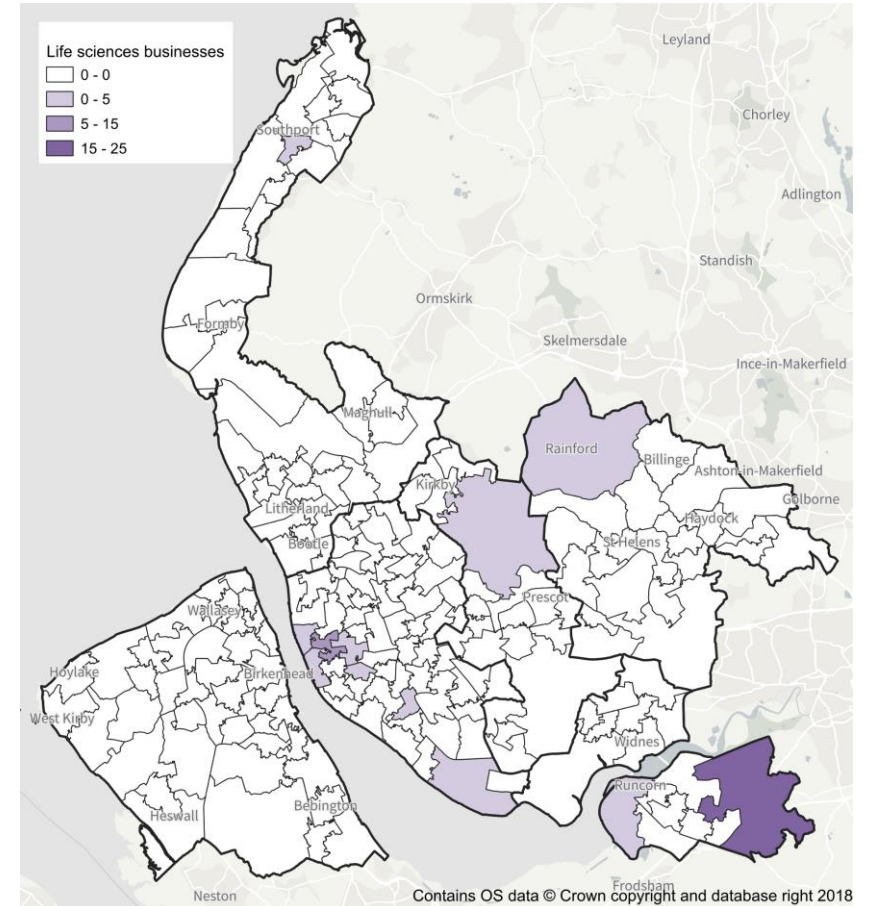 Life sciences businesses
0 - 0
0 - 5
5 - 15
15 - 25
Leyland
Chorley
Southport
Adlington
Standish
Ormskirk
Formby
Skelmersdale
Ince-in-Makerfield
Maghull
Rainford
Billinge
Ashton-in-Makerfield
Kirkby
Golborne
Litherland
Haydock
Bootle
St Helens
Prescot
Wallasey
Hoylake
Birkenhead
West Kirby
Widnes
Runcorn
Bebington
Heswall
Frodsham
Neston
Contains OS data © Crown copyright and database right 2018